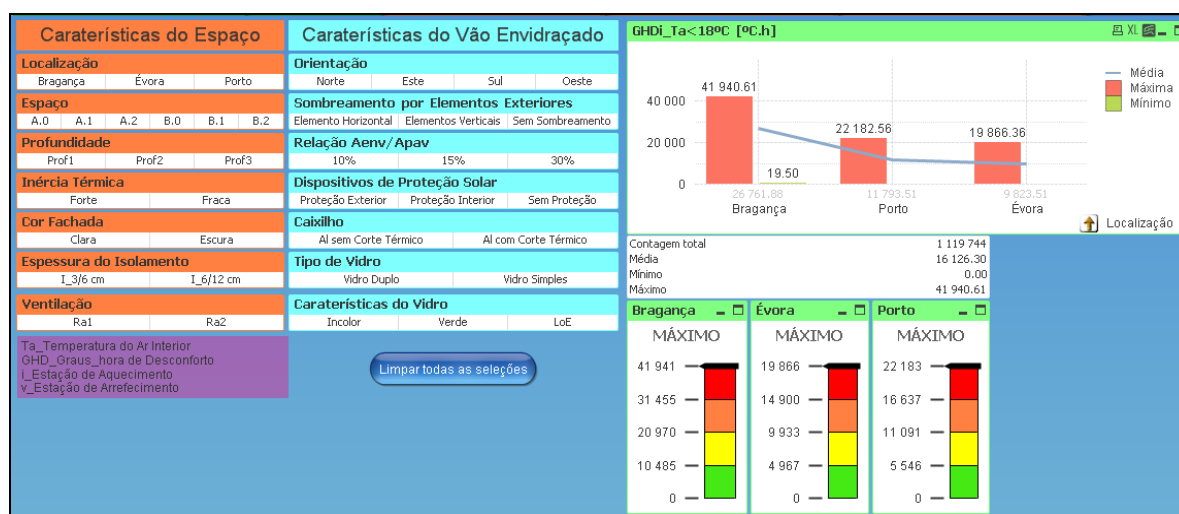 Caraterísticas do Espaço
Localização
Bragança Évora Porto
Espaço
A.0 A.1 A.2 B.0 B.1 B.2
Profundidade
Prof1 Prof2 Prof3
Inércia Térmica
Forte Fraca
Cor Fachada
Clara Escura
Espessura do Isolamento
I_3/6 cm I_6/12 cm
Ventilação
Ra1 Ra2
Ta_Temperatura do Ar Interior
GHD_Graus_hora de Desconforto
i_Estação de Aquecimento
v_Estação de Arrefecimento
Caraterísticas do Vão Envidraçado
Orientação
Norte Este Sul Oeste
Sombreamento por Elementos Exteriores
Elemento Horizontal Elementos Verticais Sem Sombreamento
Relação Aenv/Apav
10% 15% 30%
Dispositivos de Proteção Solar
Proteção Exterior Proteção Interior Sem Proteção
Caixilho
Al sem Corte Térmico Al com Corte Térmico
Tipo de Vidro
Vidro Duplo Vidro Simples
Caraterísticas do Vidro
Incolor Verde LoE
Limpar todas as seleções
GHDi_Ta<18ºC [ºC.h]
XL
Média
Máxima
Mínimo
40 000
20 000
0
41 940.61
19.50
22 182.56
19 866.36
26 761.88 11 793.51 9 823.51
Bragança Porto Évora
Localização
Contagem total 1 119 744
Média 16 126.30
Mínimo 0.00
Máximo 41 940.61
Bragança
MÁXIMO
41 941
31 455
20 970
10 485
0
Évora
MÁXIMO
19 866
14 900
9 933
4 967
0
Porto
MÁXIMO
22 183
16 637
11 091
5 546
0